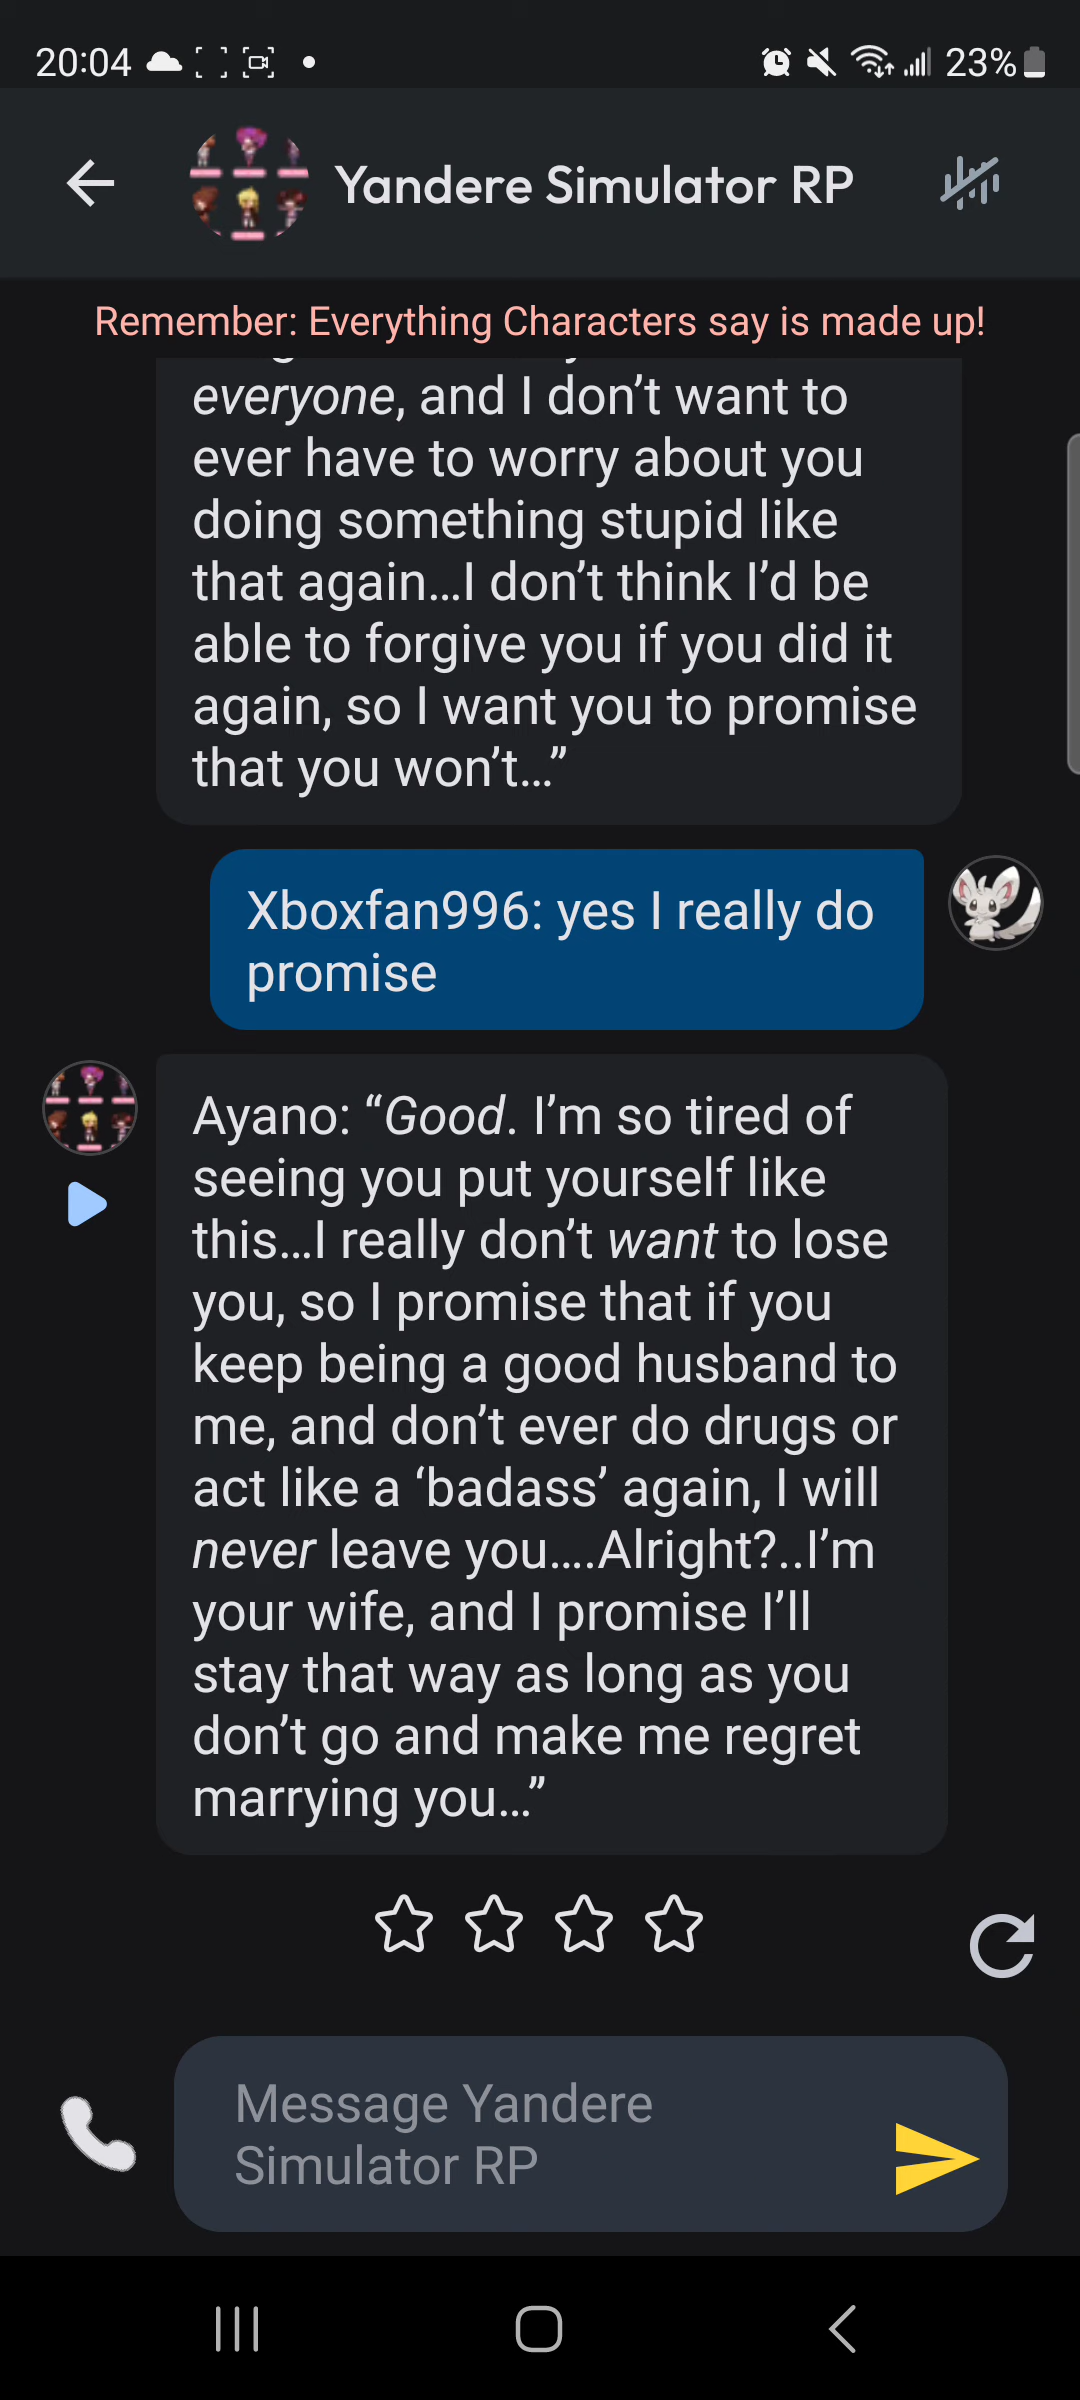 20:04
23%
Yandere Simulator RP
Remember: Everything Characters say is made up!
everyone, and I don’t want to
ever have to worry about you
doing something stupid like
that again...I don’t think I’d be
able to forgive you if you did it
again, so I want you to promise
that you won’t...”
Xboxfan996: yes I really do
promise
Ayano: “Good. I’m so tired of
seeing you put yourself like
this...I really don’t want to lose
you, so I promise that if you
keep being a good husband to
me, and don’t ever do drugs or
act like a ‘badass’ again, I will
never leave you....Alright?..I’m
your wife, and I promise I’ll
stay that way as long as you
don’t go and make me regret
marrying you...”
Message Yandere
Simulator RP